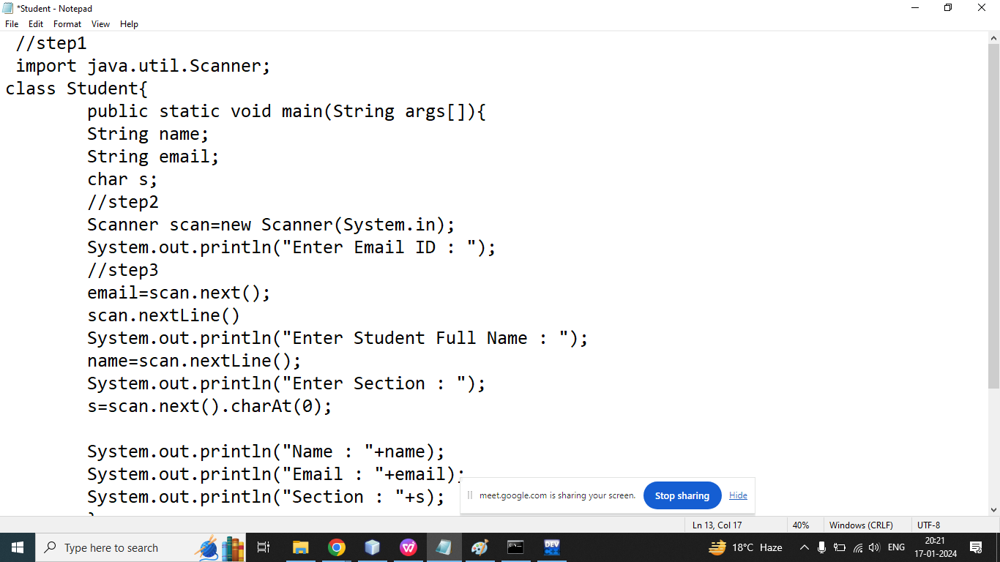 *Student - Notepad
File Edit Format View Help
//step1
import java.util.Scanner;
class Student{
public static void main(String args[]){
String name;
String email;
char s;
//step2
Scanner scan=new Scanner(System.in);
System.out.println("Enter Email ID : ");
//step3
email=scan.next();
scan.nextLine()
System.out.println("Enter Student Full Name : ");
name=scan.nextLine();
System.out.println("Enter Section : ");
s=scan.next().charAt(0);
System.out.println("Name : "+name);
System.out.println("Email : "+email);
System.out.println("Section : "+s);
}
meet.google.com is sharing your screen. Stop sharing Hide
Ln 13, Col 17 40% Windows (CRLF) UTF-8
Type here to search 18°C Haze ENG 20:21
17-01-2024
DEV